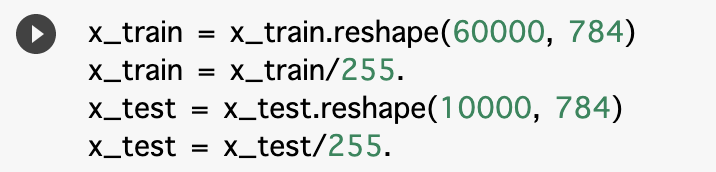 x_train = x_train.reshape(60000, 784)
x_train = x_train/255.
x_test = x_test.reshape(10000, 784)
x_test = x_test/255.